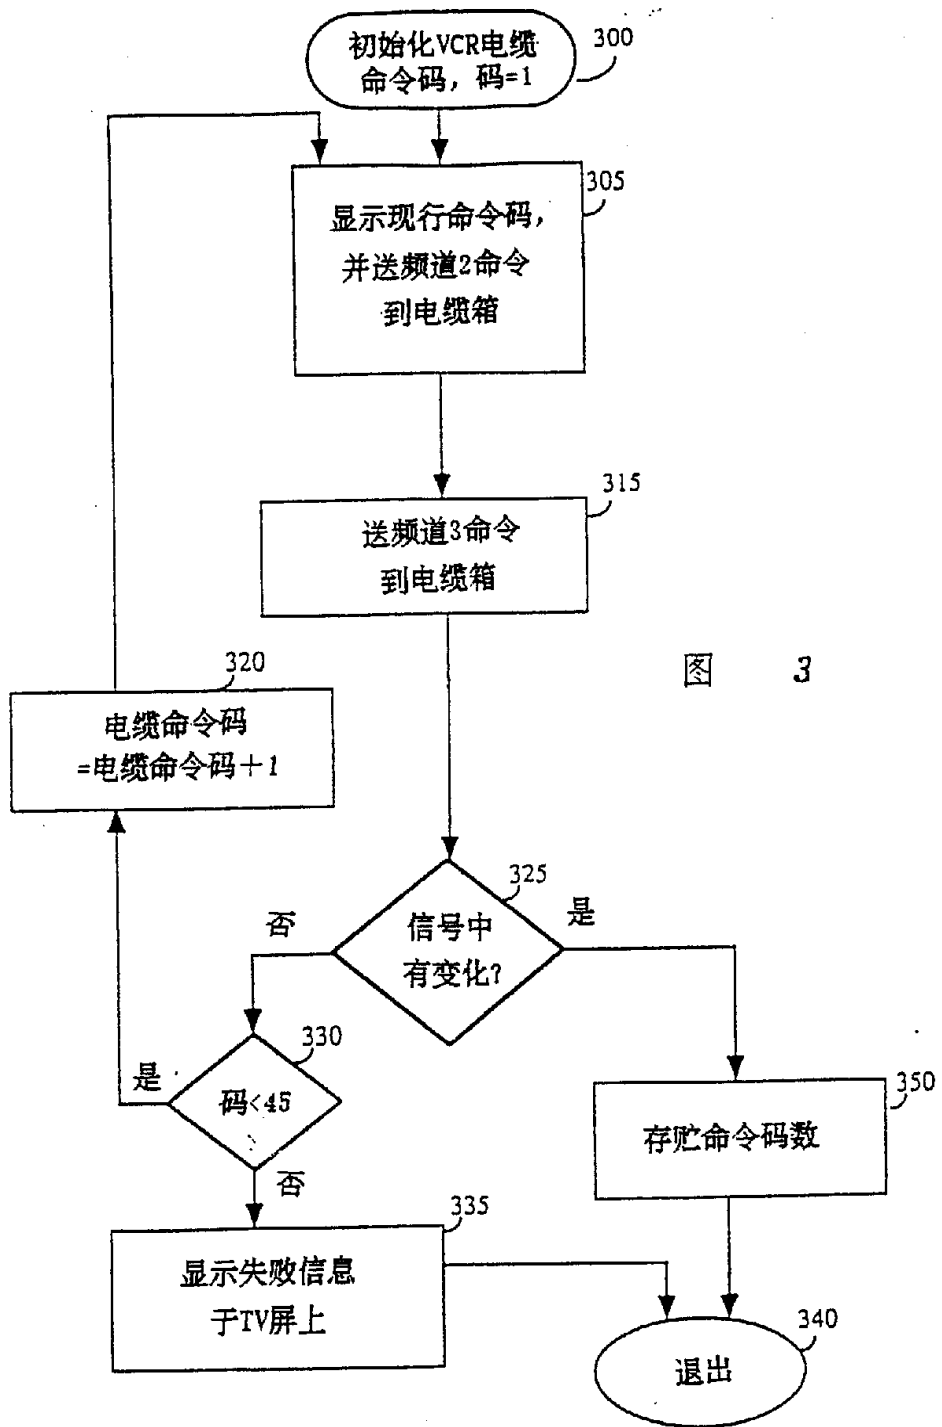 初始化VCR电缆
命令码，码=1
300
305
显示现行命令码，
并送频道2命令
到电缆箱
315
送频道3命令
到电缆箱
图 3
320
电缆命令码
=电缆命令码＋1
325
信号中
有变化?
否
是
330
码<45
是
否
350
存贮命令码数
335
显示失败信息
于TV屏上
340
退出